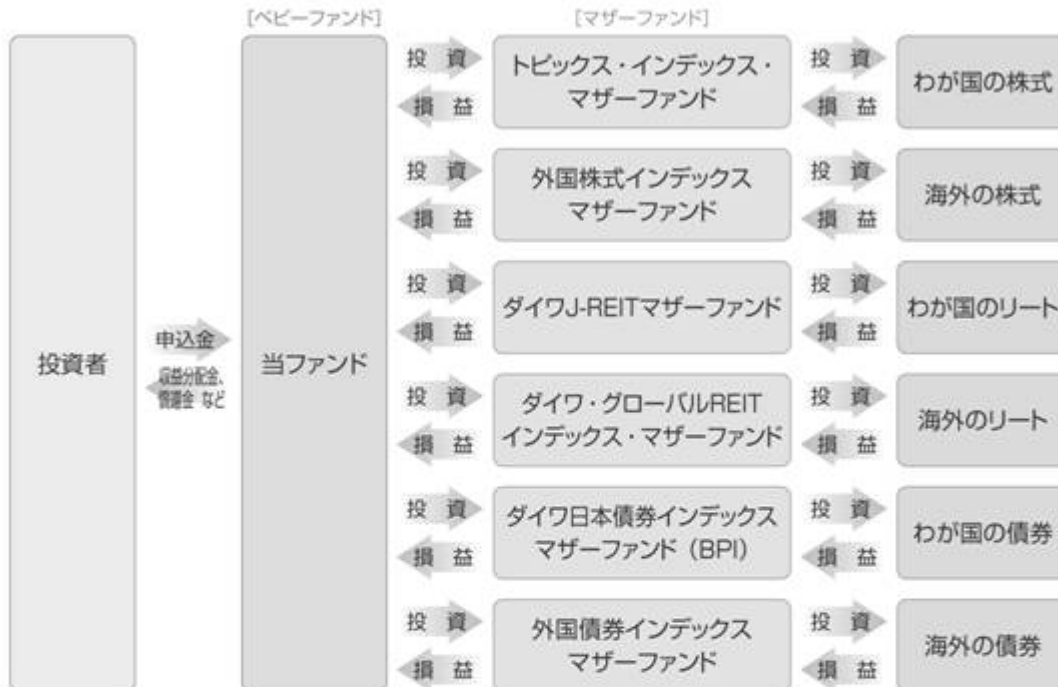 [ベビーファンド]
[マザーファンド]
投資者
申込金
収益分配金、
償還金 など
当ファンド
投 資
損 益
トピックス・インデックス・
マザーファンド
投 資
損 益
わが国の株式
投 資
損 益
外国株式インデックス
マザーファンド
投 資
損 益
海外の株式
投 資
損 益
ダイワJ-REITマザーファンド
投 資
損 益
わが国のリート
投 資
損 益
ダイワ・グローバルREIT
インデックス・マザーファンド
投 資
損 益
海外のリート
投 資
損 益
ダイワ日本債券インデックス
マザーファンド（BPI）
投 資
損 益
わが国の債券
投 資
損 益
外国債券インデックス
マザーファンド
投 資
損 益
海外の債券